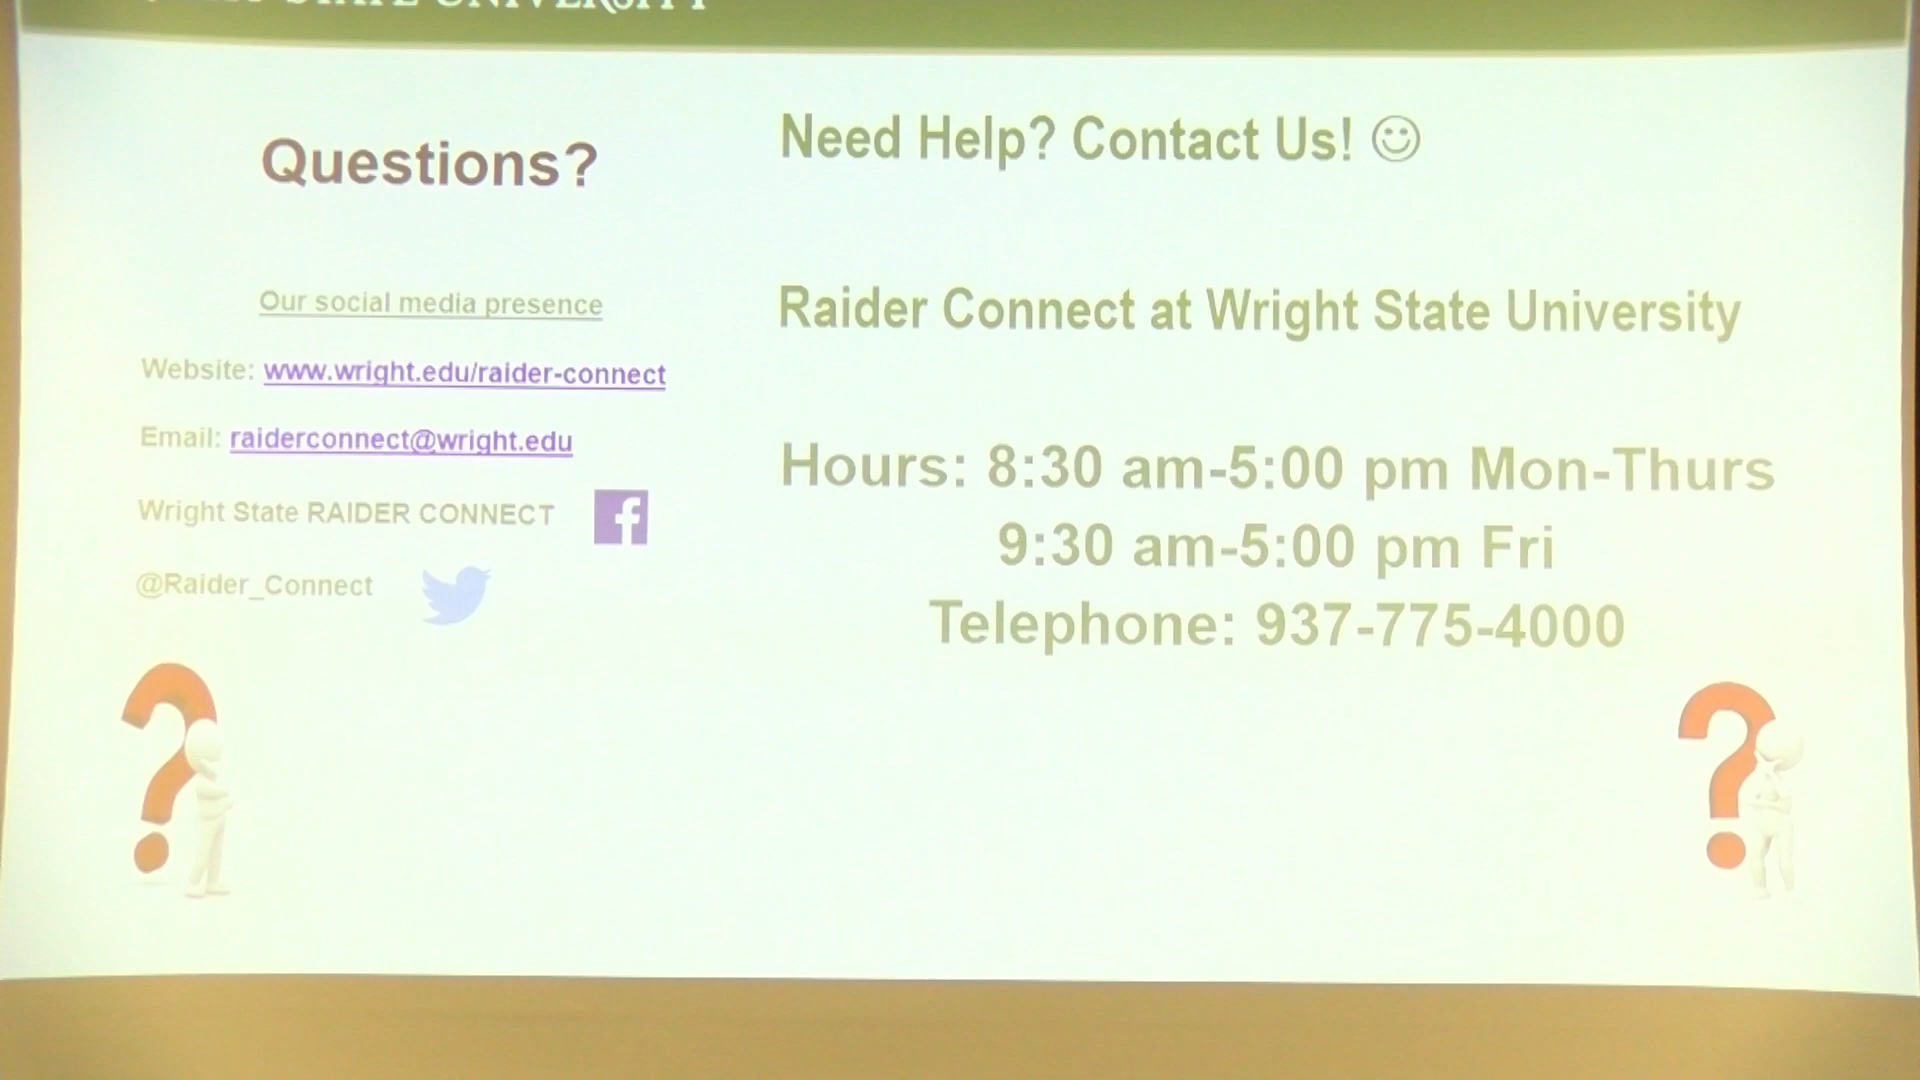 STATE UNIVERSITY
Questions?
Our social media presence
Website: www.wright.edu/raider-connect
Email: raiderconnect@wright.edu
Wright State RAIDER CONNECT
@Raider_Connect
Need Help? Contact Us! ☺
Raider Connect at Wright State University
Hours: 8:30 am-5:00 pm Mon-Thurs
9:30 am-5:00 pm Fri
Telephone: 937-775-4000